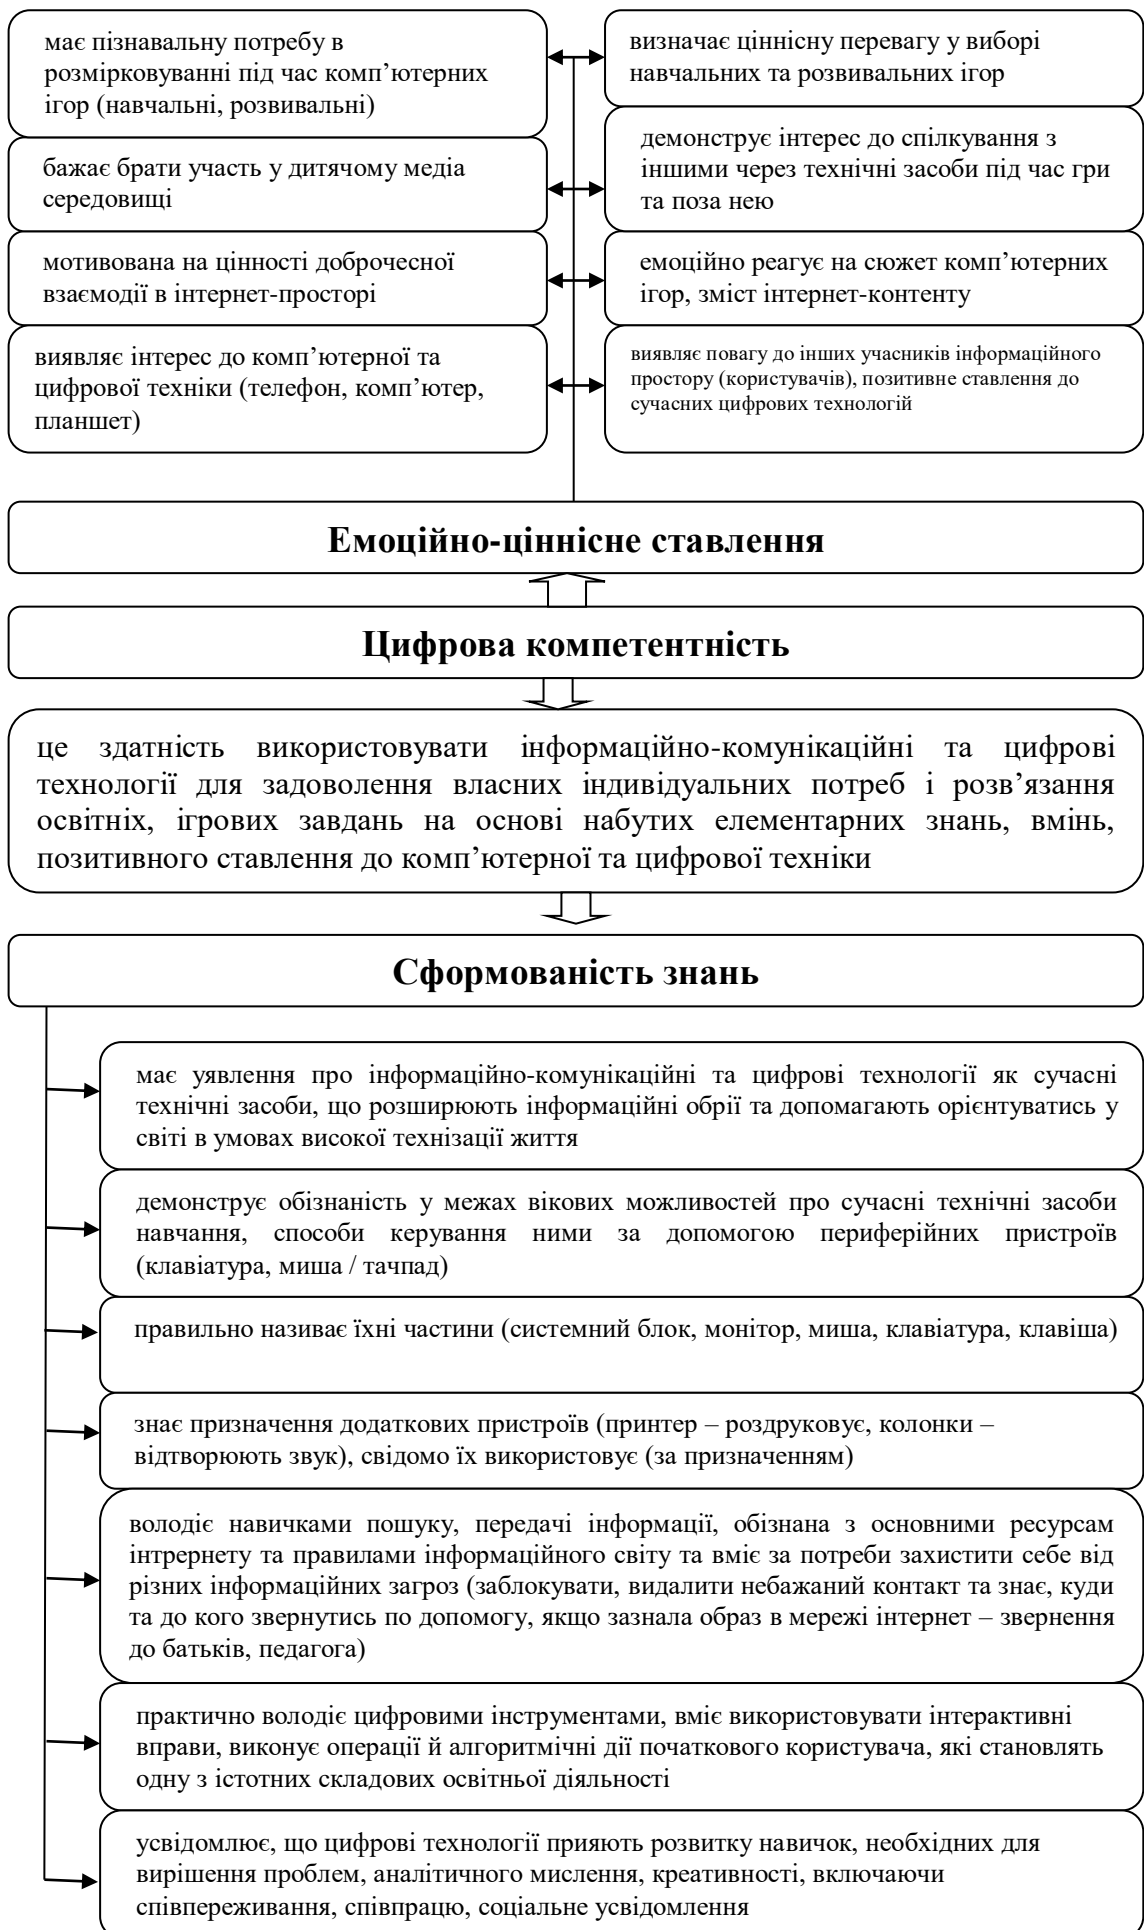 має пізнавальну потребу в
розмірковуванні під час комп’ютерних
ігор (навчальні, розвивальні)
визначає ціннісну перевагу у виборі
навчальних та розвивальних ігор
бажає брати участь у дитячому медіа
середовищі
демонструє інтерес до спілкування з
іншими через технічні засоби під час гри
та поза нею
мотивована на цінності доброчесної
взаємодії в інтернет-просторі
емоційно реагує на сюжет комп’ютерних
ігор, зміст інтернет-контенту
виявляє інтерес до комп’ютерної та
цифрової техніки (телефон, комп’ютер,
планшет)
виявляє повагу до інших учасників інформаційного
простору (користувачів), позитивне ставлення до
сучасних цифрових технологій
Емоційно-ціннісне ставлення
Цифрова компетентність
це здатність використовувати інформаційно-комунікаційні та цифрові
технології для задоволення власних індивідуальних потреб і розв’язання
освітніх, ігрових завдань на основі набутих елементарних знань, вмінь,
позитивного ставлення до комп’ютерної та цифрової техніки
Сформованість знань
має уявлення про інформаційно-комунікаційні та цифрові технології як сучасні
технічні засоби, що розширюють інформаційні обрії та допомагають орієнтуватись у
світі в умовах високої технізації життя
демонструє обізнаність у межах вікових можливостей про сучасні технічні засоби
навчання, способи керування ними за допомогою периферійних пристроїв
(клавіатура, миша / тачпад)
правильно називає їхні частини (системний блок, монітор, миша, клавіатура, клавіша)
знає призначення додаткових пристроїв (принтер – роздруковує, колонки –
відтворюють звук), свідомо їх використовує (за призначенням)
володіє навичками пошуку, передачі інформації, обізнана з основними ресурсам
інтрернету та правилами інформаційного світу та вміє за потреби захистити себе від
різних інформаційних загроз (заблокувати, видалити небажаний контакт та знає, куди
та до кого звернутись по допомогу, якщо зазнала образ в мережі інтернет – звернення
до батьків, педагога)
практично володіє цифровими інструментами, вміє використовувати інтерактивні
вправи, виконує операції й алгоритмічні дії початкового користувача, які становлять
одну з істотних складових освітньої діяльності
усвідомлює, що цифрові технології прияють розвитку навичок, необхідних для
вирішення проблем, аналітичного мислення, креативності, включаючи
співпереживання, співпрацю, соціальне усвідомлення